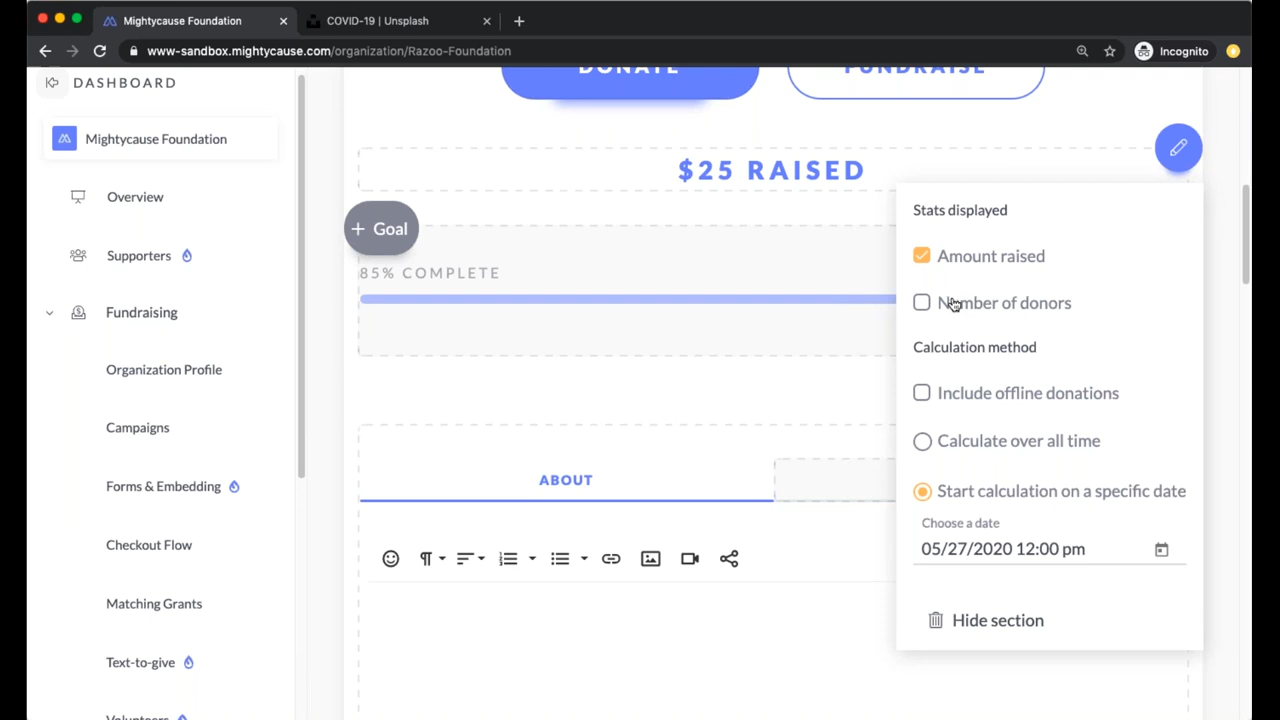 Mightycause Foundation
COVID-19 | Unsplash
www-sandbox.mightycause.com/organization/Razoo-Foundation
Incognito
DASHBOARD
Mightycause Foundation
Overview
Supporters
Fundraising
Organization Profile
Campaigns
Forms & Embedding
Checkout Flow
Matching Grants
Text-to-give
Volunteers
DONATE
FUNDRAISE
$25 RAISED
+ Goal
85% COMPLETE
ABOUT
Stats displayed
Amount raised
Number of donors
Calculation method
Include offline donations
Calculate over all time
Start calculation on a specific date
Choose a date
05/27/2020 12:00 pm
Hide section